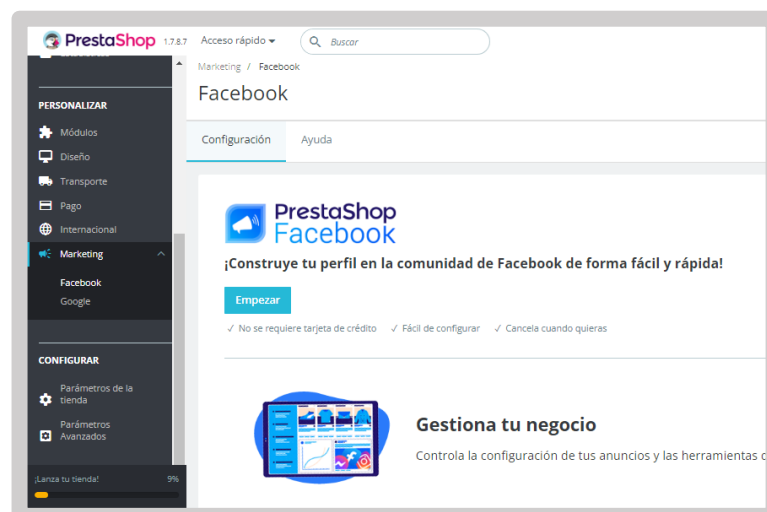 PrestaShop 1.7.8.7 Acceso rápido Buscar
Marketing / Facebook
Facebook
PERSONALIZAR
Módulos
Diseño
Transporte
Pago
Internacional
Marketing
Facebook
Google
CONFIGURAR
Parámetros de la
tienda
Parámetros
Avanzados
¡Lanza tu tienda! 9%
Configuración Ayuda
PrestaShop
Facebook
¡Construye tu perfil en la comunidad de Facebook de forma fácil y rápida!
Empezar
✓ No se requiere tarjeta de crédito ✓ Fácil de configurar ✓ Cancela cuando quieras
Gestiona tu negocio
Controla la configuración de tus anuncios y las herramientas